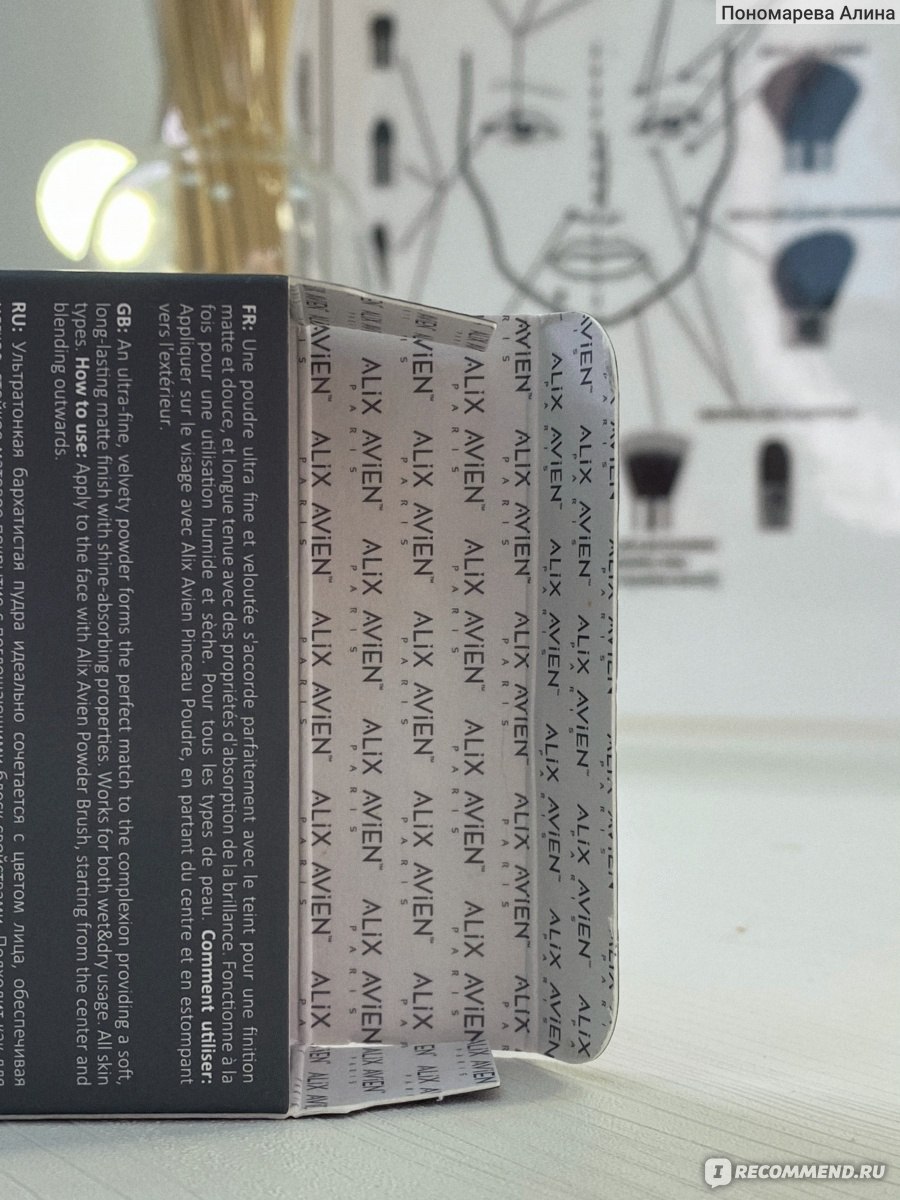 Пономарева Алина
FR: Une poudre ultra fine et veloutée s'accorde parfaitement avec le teint pour une finition
matte et douce, et longue tenue avec des propriétés d'absorption de la brillance. Fonctionne à la
fois pour une utilisation humide et sèche. Pour tous les types de peau. Comment utiliser:
Appliquer sur le visage avec Alix Avien Pinceau Poudre, en partant du centre et en estompant
vers l'extérieur.
GB: An ultra-fine, velvety powder forms the perfect match to the complexion providing a soft,
long-lasting matte finish with shine-absorbing properties. Works for both wet&dry usage. All skin
types. How to use: Apply to the face with Alix Avien Powder Brush, starting from the center and
blending outwards.
RU: Ультратонкая бархатистая пудра идеально сочетается с цветом лица, обеспечивая
ALiX AViEN™
PARIS
IRECOMMEND.RU